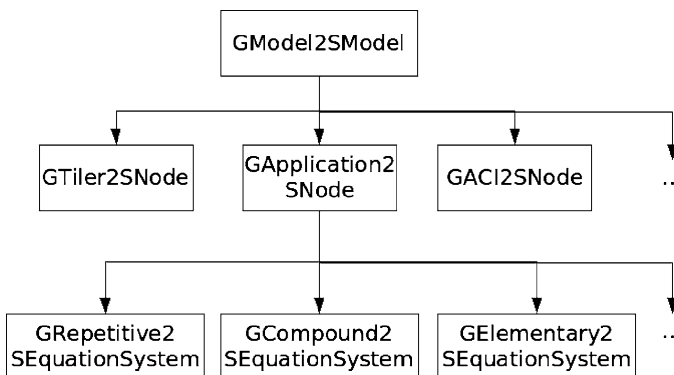 GModel2SModel
GTiler2SNode
GApplication2
SNode
GACI2SNode
..
GRepetitive2
SEquationSystem
GCompound2
SEquationSystem
GElementary2
SEquationSystem
..